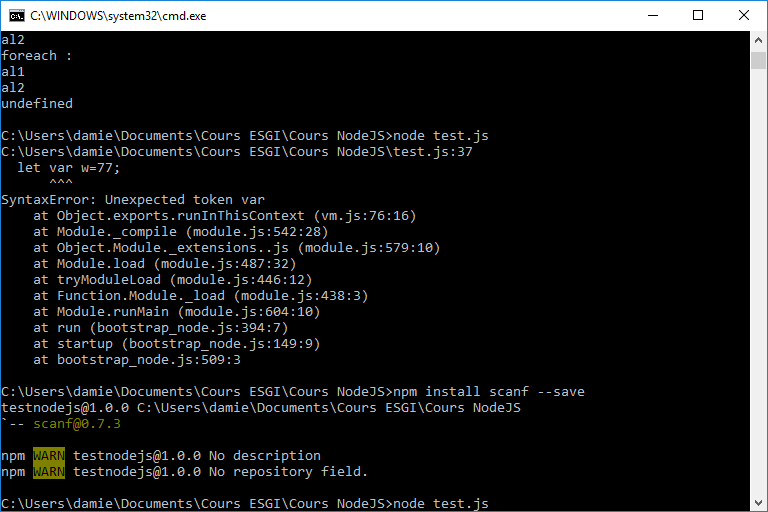 C:\WINDOWS\system32\cmd.exe
al2
foreach :
al1
al2
undefined
C:\Users\damie\Documents\Cours ESGI\Cours NodeJS>node test.js
C:\Users\damie\Documents\Cours ESGI\Cours NodeJS\test.js:37
  let var w=77;
      ^^^
SyntaxError: Unexpected token var
    at Object.exports.runInThisContext (vm.js:76:16)
    at Module._compile (module.js:542:28)
    at Object.Module._extensions..js (module.js:579:10)
    at Module.load (module.js:487:32)
    at tryModuleLoad (module.js:446:12)
    at Function.Module._load (module.js:438:3)
    at Module.runMain (module.js:604:10)
    at run (bootstrap_node.js:394:7)
    at startup (bootstrap_node.js:149:9)
    at bootstrap_node.js:509:3
C:\Users\damie\Documents\Cours ESGI\Cours NodeJS>npm install scanf --save
testnodejs@1.0.0 C:\Users\damie\Documents\Cours ESGI\Cours NodeJS
`-- scanf@0.7.3
npm WARN testnodejs@1.0.0 No description
npm WARN testnodejs@1.0.0 No repository field.
C:\Users\damie\Documents\Cours ESGI\Cours NodeJS>node test.js